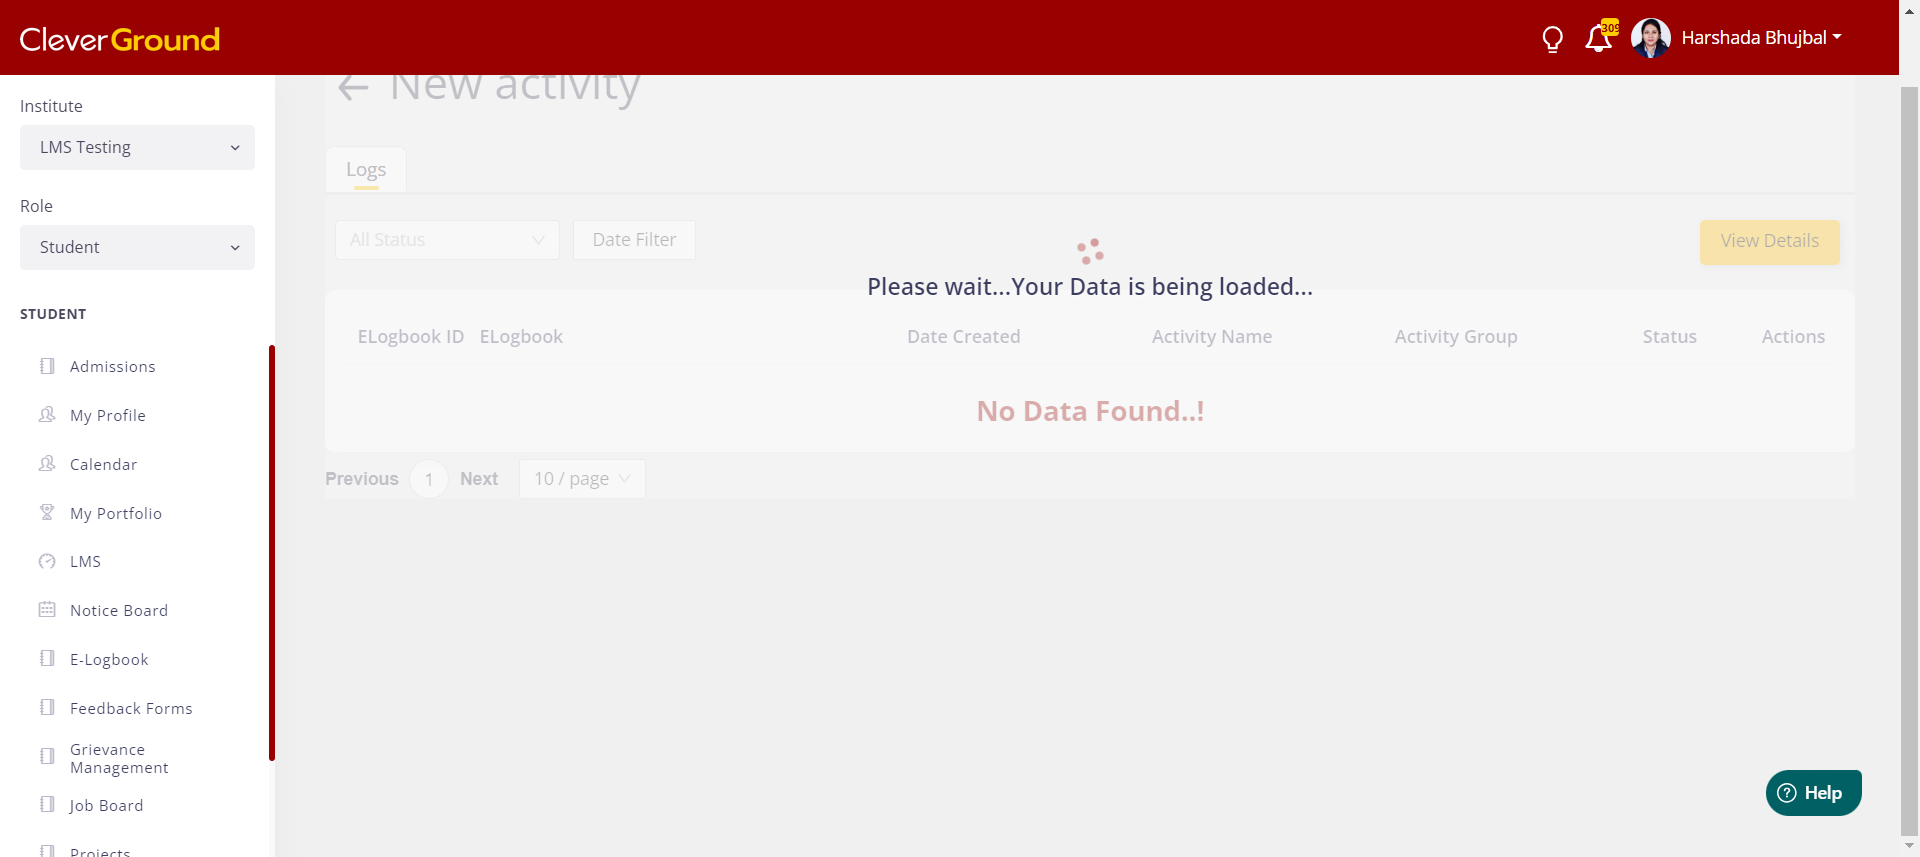 CleverGround
309
Harshada Bhujbal
Institute
LMS Testing
Role
Student
STUDENT
Admissions
My Profile
Calendar
My Portfolio
LMS
Notice Board
E-Logbook
Feedback Forms
Grievance
Management
Job Board
Projects
New activity
Logs
All Status
Date Filter
View Details
Please wait...Your Data is being loaded...
ELogbook ID ELogbook Date Created Activity Name Activity Group Status Actions
No Data Found..!
Previous 1 Next 10 / page
Help